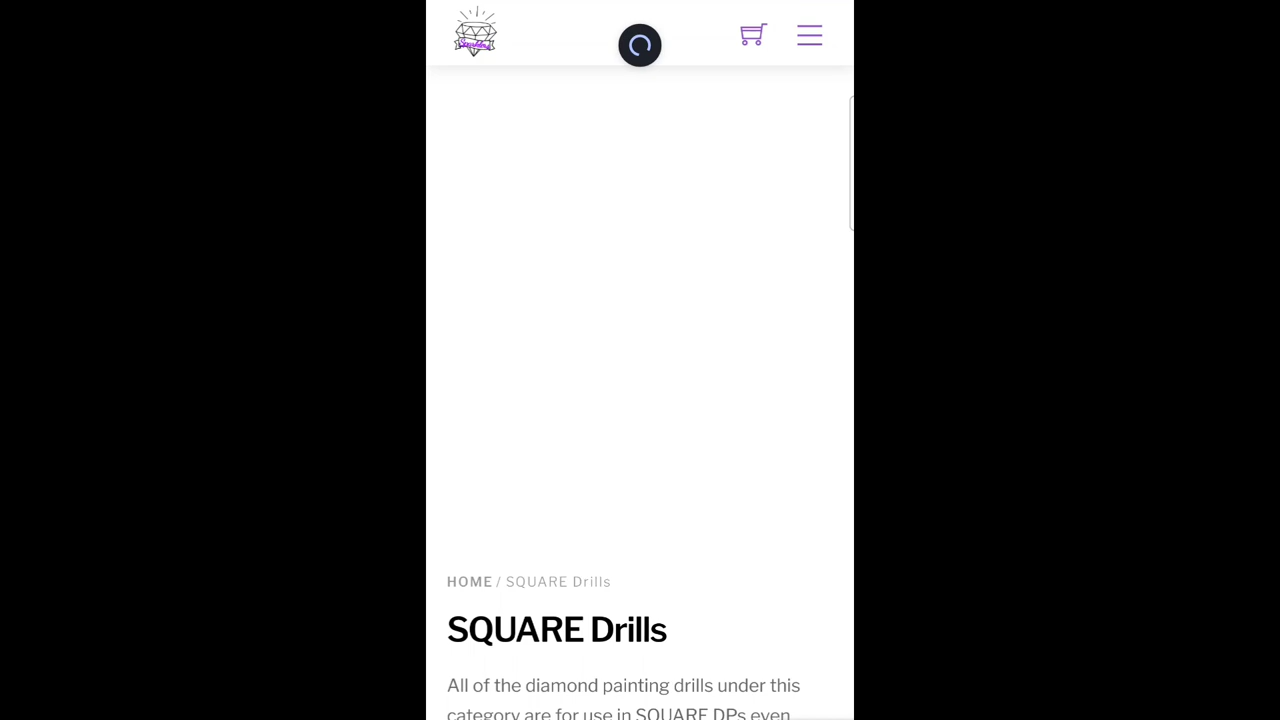 HOME / SQUARE Drills
SQUARE Drills
All of the diamond painting drills under this
category are for use in SQUARE DPs even